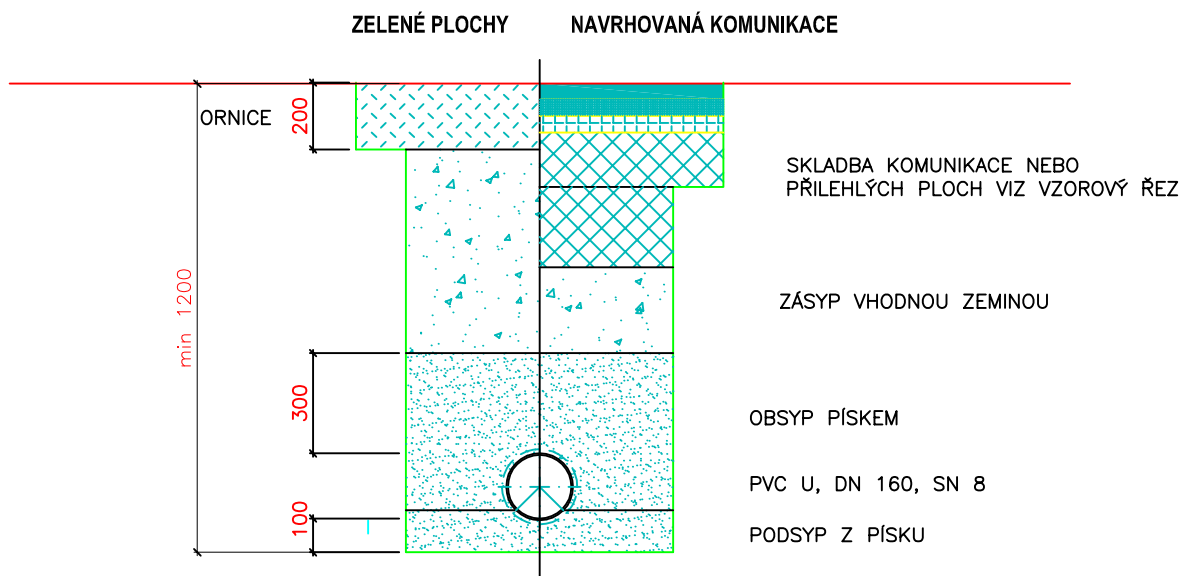 ZELENÉ PLOCHY
NAVRHOVANÁ KOMUNIKACE
ORNICE
200
SKLADBA KOMUNIKACE NEBO
PŘILEHLÝCH PLOCH VIZ VZOROVÝ ŘEZ
min 1200
ZÁSYP VHODNOU ZEMINOU
300
OBSYP PÍSKEM
PVC U, DN 160, SN 8
100
PODSYP Z PÍSKU